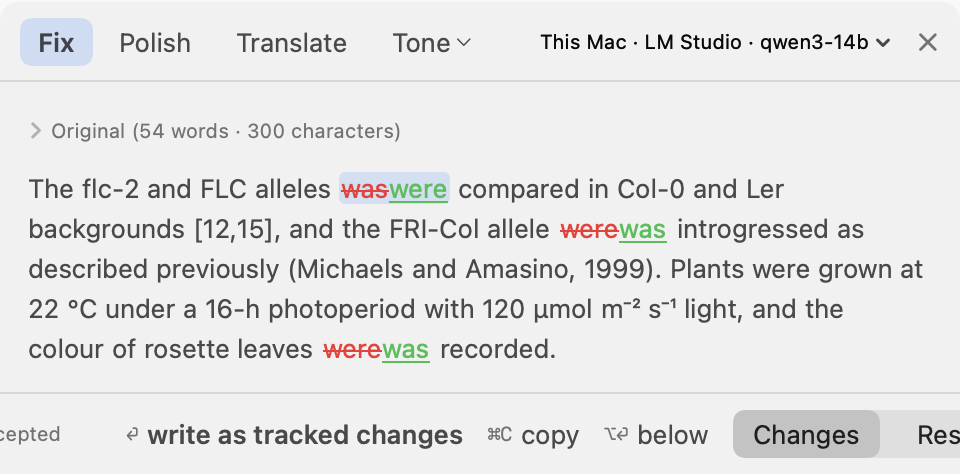 Fix Polish Translate Tone This Mac · LM Studio · qwen3-14b
Original (54 words · 300 characters)
The flc-2 and FLC alleles waswere compared in Col-0 and Ler
backgrounds [12,15], and the FRI-Col allele werewas introgressed as
described previously (Michaels and Amasino, 1999). Plants were grown at
22 °C under a 16-h photoperiod with 120 µmol m⁻² s⁻¹ light, and the
colour of rosette leaves werewas recorded.
write as tracked changes ⌘C copy ⌥⏎ below Changes